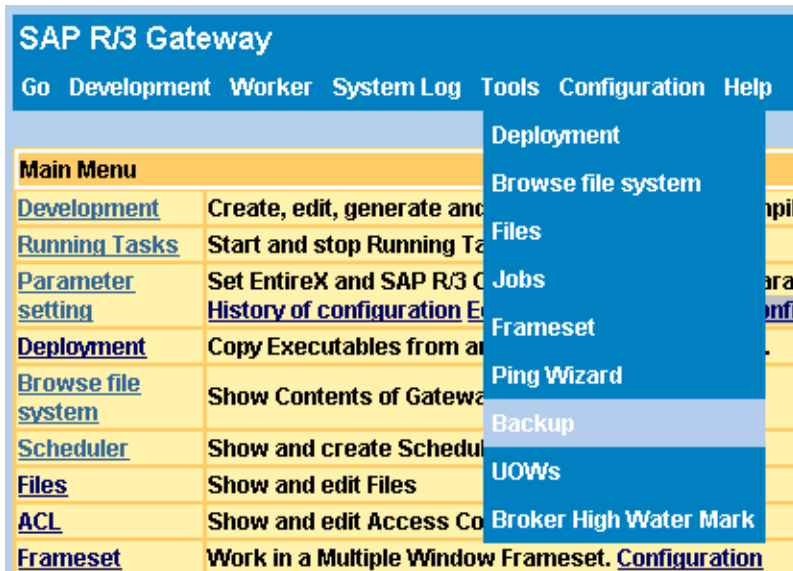 SAP R/3 Gateway
Go Development Worker System Log Tools Configuration Help
Deployment
Browse file system
Files
Jobs
Frameset
Ping Wizard
Backup
UOWs
Broker High Water Mark
Main Menu
Development Create, edit, generate and
Running Tasks Start and stop Running
Parameter setting Set EntireX and SAP R/3
History of configuration
Deployment Copy Executables from
Browse file system Show Contents of
Scheduler Show and create
Files Show and edit Files
ACL Show and edit Access
Frameset Work in a Multiple Window Frameset. Configuration